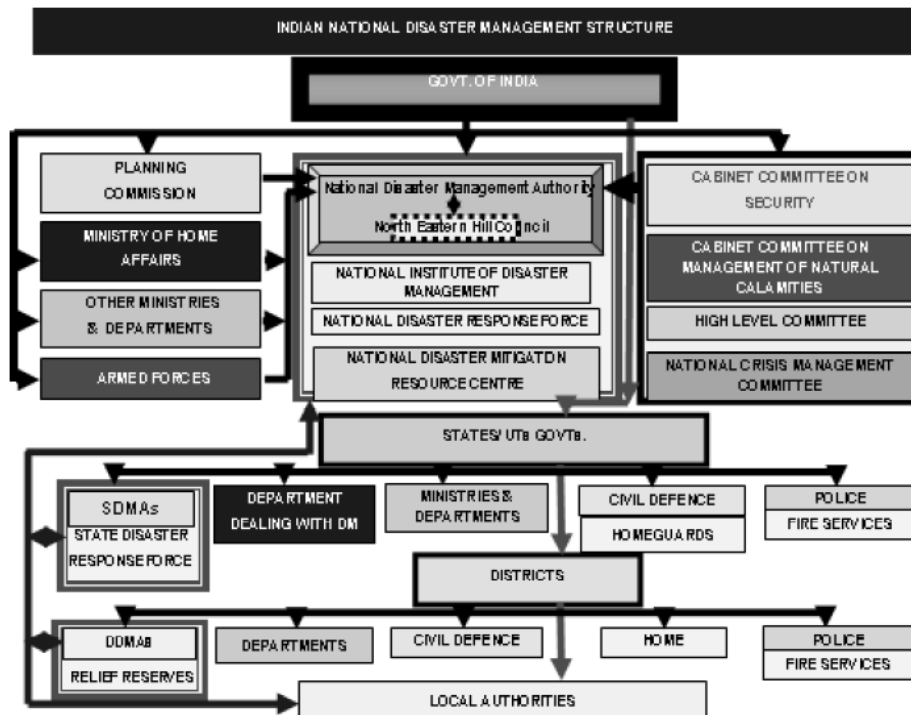 INDIAN NATIONAL DISASTER MANAGEMENT STRUCTURE
GOVT. OF INDIA
PLANNING
COMMISSION
MINISTRY OF HOME
AFFAIRS
OTHER MINISTRIES
& DEPARTMENTS
ARMED FORCES
National Disaster Management Authority
North Eastern Hill Council
NATIONAL INSTITUTE OF DISASTER
MANAGEMENT
NATIONAL DISASTER RESPONSE FORCE
NATIONAL DISASTER MITIGATION
RESOURCE CENTRE
CABINET COMMITTEE ON
SECURITY
CABINET COMMITTEE ON
MANAGEMENT OF NATURAL
CALAMITIES
HIGH LEVEL COMMITTEE
NATIONAL CRISIS MANAGEMENT
COMMITTEE
STATES/ UTs GOVTs.
SDMAs
STATE DISASTER
RESPONSE FORCE
DEPARTMENT
DEALING WITH DM
MINISTRIES &
DEPARTMENTS
CIVIL DEFENCE
HOMEGUARDS
POLICE
FIRE SERVICES
DISTRICTS
DDMAs
RELIEF RESERVES
DEPARTMENTS
CIVIL DEFENCE
HOME
POLICE
FIRE SERVICES
LOCAL AUTHORITIES